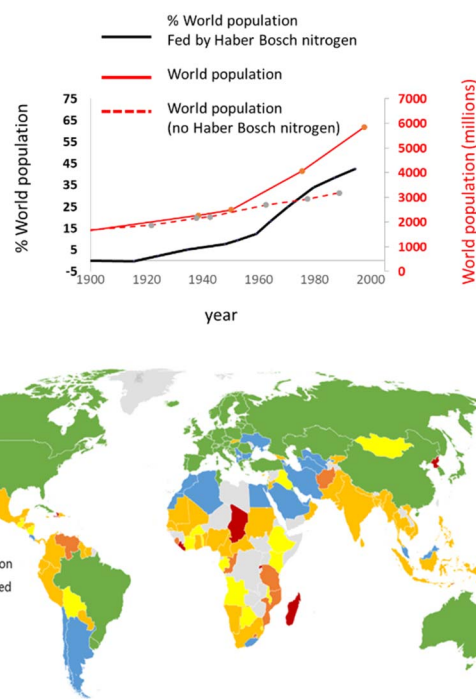 % World population
Fed by Haber Bosch nitrogen
World population
World population
(no Haber Bosch nitrogen)
% World population
75
65
55
45
35
25
15
5
-5
7000
6000
5000
4000
3000
2000
1000
0
World population (millions)
1900
1920
1940
1960
1980
2000
year
on
ed